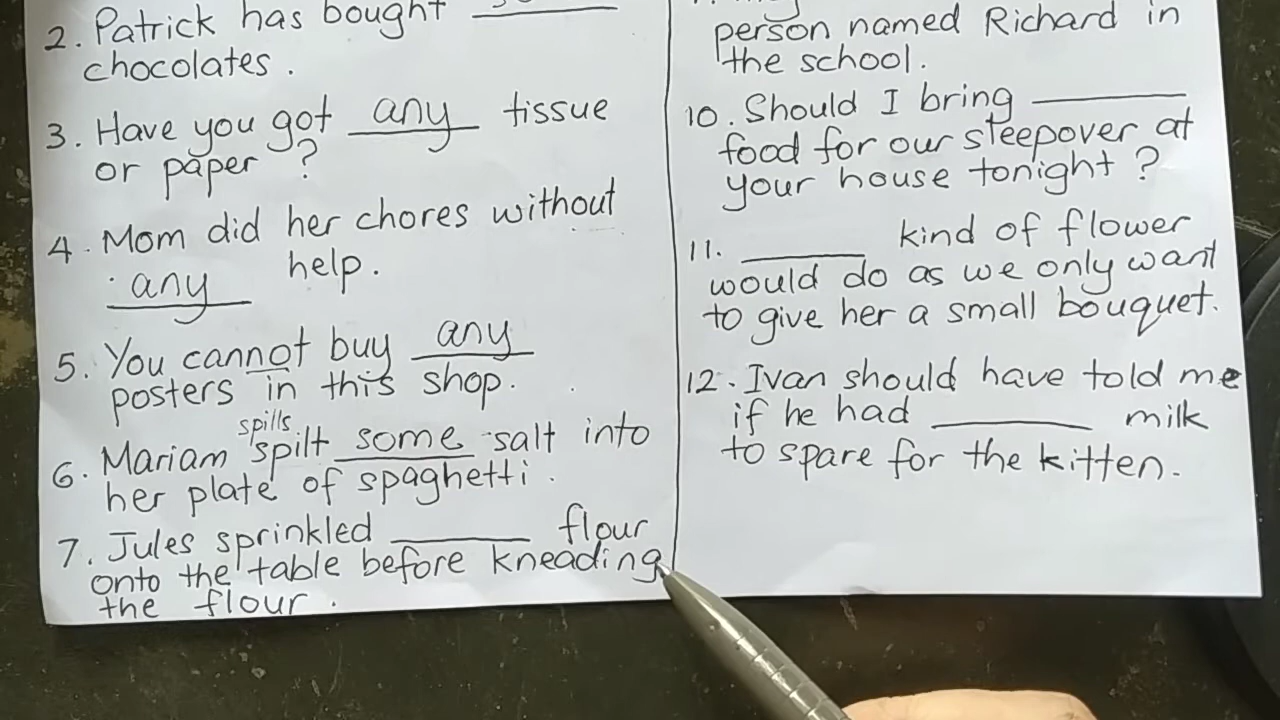 2. Patrick has bought
chocolates.
3. Have you got any tissue
or paper ?
4. Mom did her chores without
any help.
5. You cannot buy any
posters in this shop.
spills
6. Mariam spilt some salt into
her plate of spaghetti.
7. Jules sprinkled ______ flour
onto the table before kneading
the flour.
person named Richard in
the school.
10. Should I bring ______
food for our sleepover at
your house tonight ?
11. ______ kind of flower
would do as we only want
to give her a small bouquet.
12. Ivan should have told me
if he had ______ milk
to spare for the kitten.